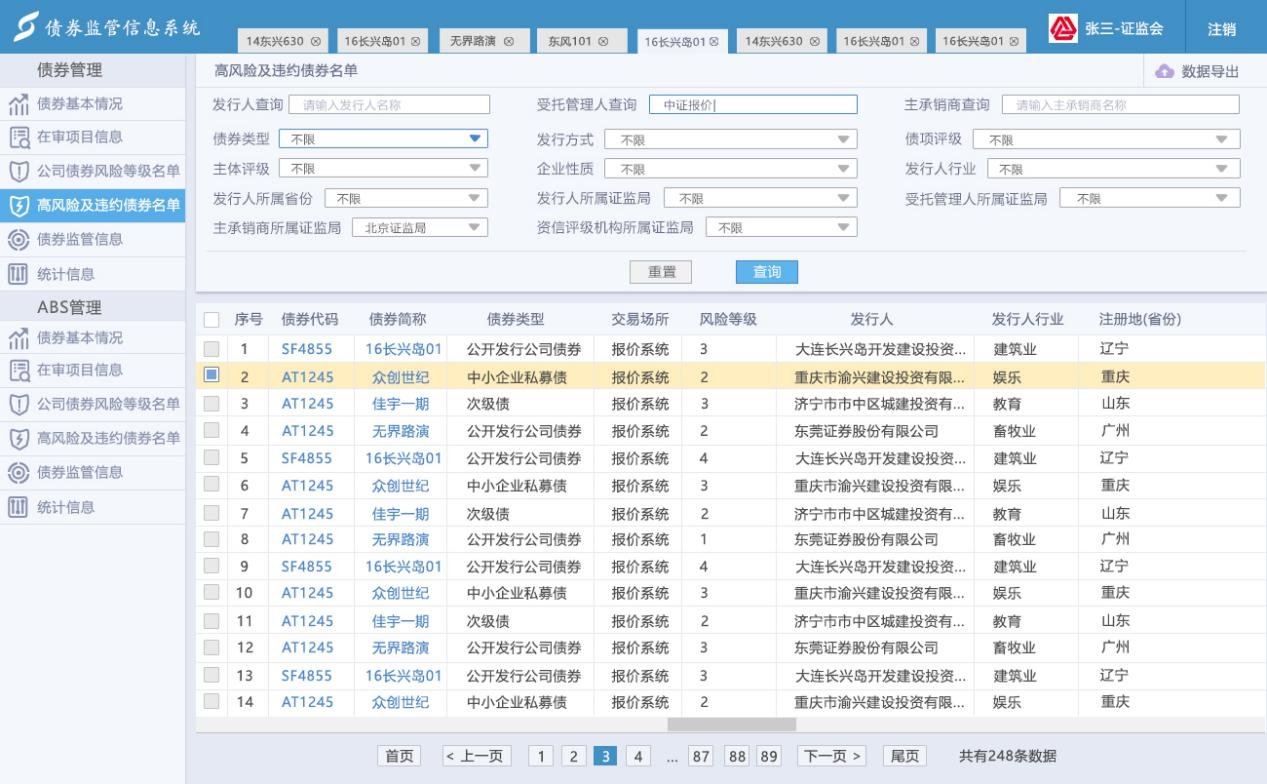 债券监管信息系统
14东兴630 16长兴岛01 无界路演 东风101 16长兴岛01 14东兴630 16长兴岛01 16长兴岛01
张三-证监会 注销
债券管理
债券基本情况
在审项目信息
公司债券风险等级名单
高风险及违约债券名单
债券监管信息
统计信息
ABS管理
债券基本情况
在审项目信息
公司债券风险等级名单
高风险及违约债券名单
债券监管信息
统计信息
高风险及违约债券名单 数据导出
发行人查询 请输入发行人名称 受托管理人查询 中证报价 主承销商查询 请输入主承销商名称
债券类型 不限 发行方式 不限 债项评级 不限
主体评级 不限 企业性质 不限 发行人行业 不限
发行人所属省份 不限 发行人所属证监局 不限 受托管理人所属证监局 不限
主承销商所属证监局 北京证监局 资信评级机构所属证监局 不限
重置 查询
序号 债券代码 债券简称 债券类型 交易场所 风险等级 发行人 发行人行业 注册地(省份)
1 SF4855 16长兴岛01 公开发行公司债券 报价系统 3 大连长兴岛开发建设投资... 建筑业 辽宁
2 AT1245 众创世纪 中小企业私募债 报价系统 2 重庆市渝兴建设投资有限... 娱乐 重庆
3 AT1245 佳宇一期 次级债 报价系统 3 济宁市市中区城建投资有... 教育 山东
4 AT1245 无界路演 公开发行公司债券 报价系统 2 东莞证券股份有限公司 畜牧业 广州
5 SF4855 16长兴岛01 公开发行公司债券 报价系统 4 大连长兴岛开发建设投资... 建筑业 辽宁
6 AT1245 众创世纪 中小企业私募债 报价系统 3 重庆市渝兴建设投资有限... 娱乐 重庆
7 AT1245 佳宇一期 次级债 报价系统 2 济宁市市中区城建投资有... 教育 山东
8 AT1245 无界路演 公开发行公司债券 报价系统 1 东莞证券股份有限公司 畜牧业 广州
9 SF4855 16长兴岛01 公开发行公司债券 报价系统 4 大连长兴岛开发建设投资... 建筑业 辽宁
10 AT1245 众创世纪 中小企业私募债 报价系统 3 重庆市渝兴建设投资有限... 娱乐 重庆
11 AT1245 佳宇一期 次级债 报价系统 2 济宁市市中区城建投资有... 教育 山东
12 AT1245 无界路演 公开发行公司债券 报价系统 3 东莞证券股份有限公司 畜牧业 广州
13 SF4855 16长兴岛01 公开发行公司债券 报价系统 3 大连长兴岛开发建设投资... 建筑业 辽宁
14 AT1245 众创世纪 中小企业私募债 报价系统 2 重庆市渝兴建设投资有限... 娱乐 重庆
首页 < 上一页 1 2 3 4 ... 87 88 89 下一页 > 尾页 共有248条数据